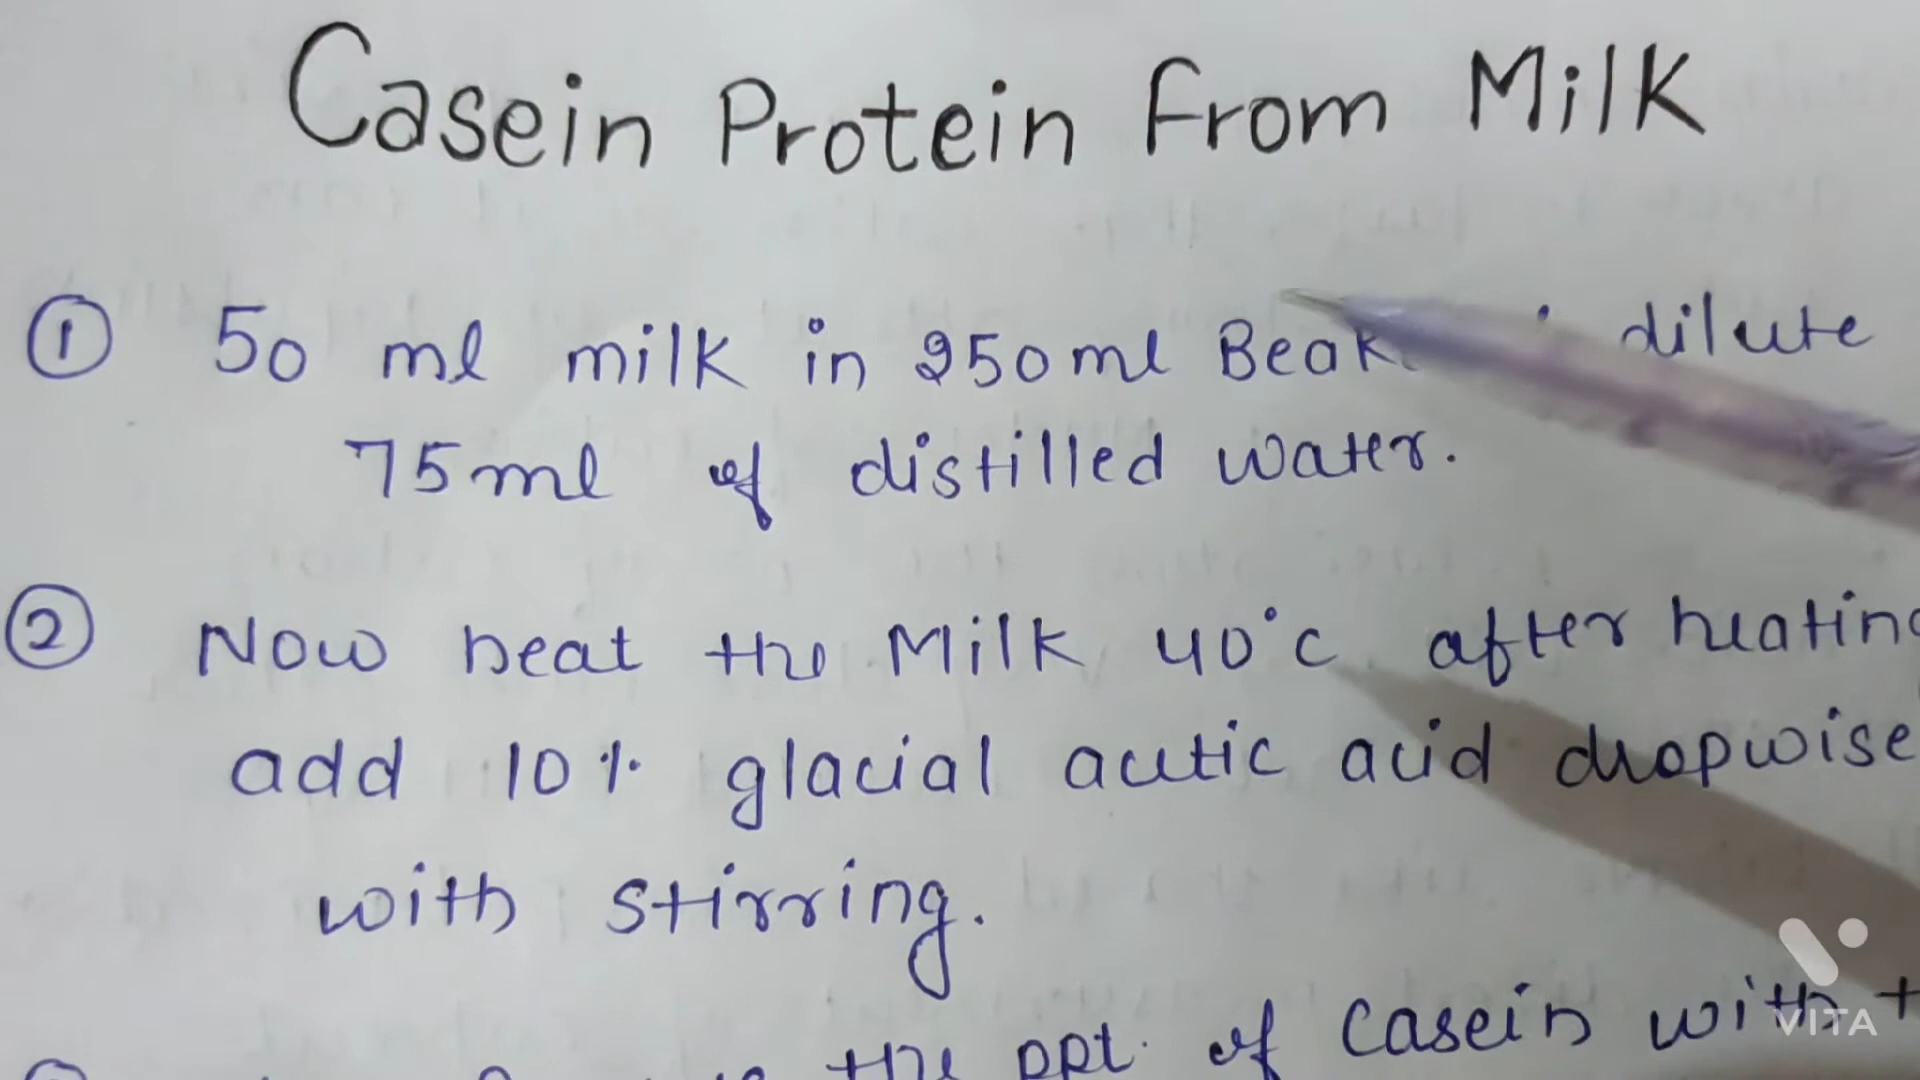 Casein Protein From Milk
① 50 ml milk in 250ml dilute
75ml of distilled water.
② Now heat the Milk 40°C after heating
add 10% glacial acetic acid dropwise
with stirring.
the ppt. of Casein with
VITA